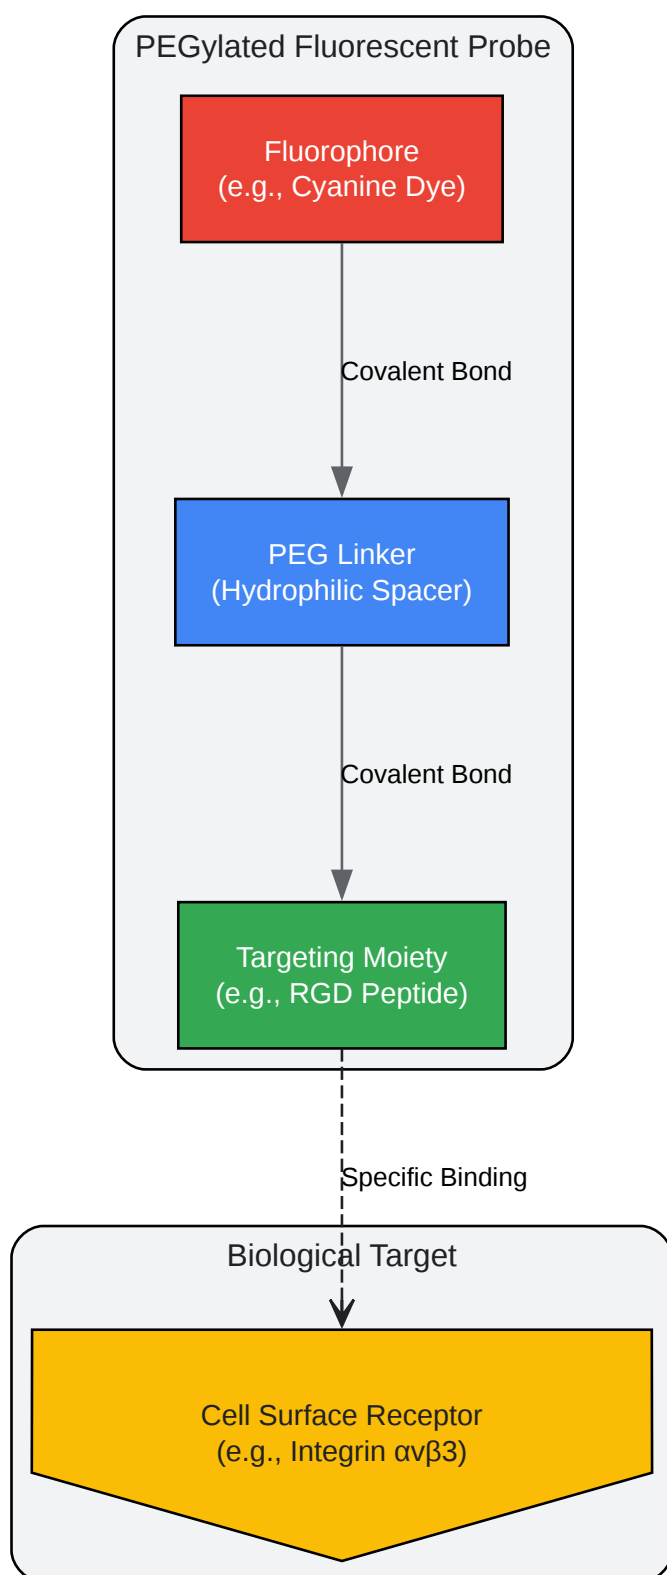 PEGylated Fluorescent Probe
Fluorophore
(e.g., Cyanine Dye)
Covalent Bond
PEG Linker
(Hydrophilic Spacer)
Covalent Bond
Targeting Moiety
(e.g., RGD Peptide)
Specific Binding
Biological Target
Cell Surface Receptor
(e.g., Integrin αvβ3)